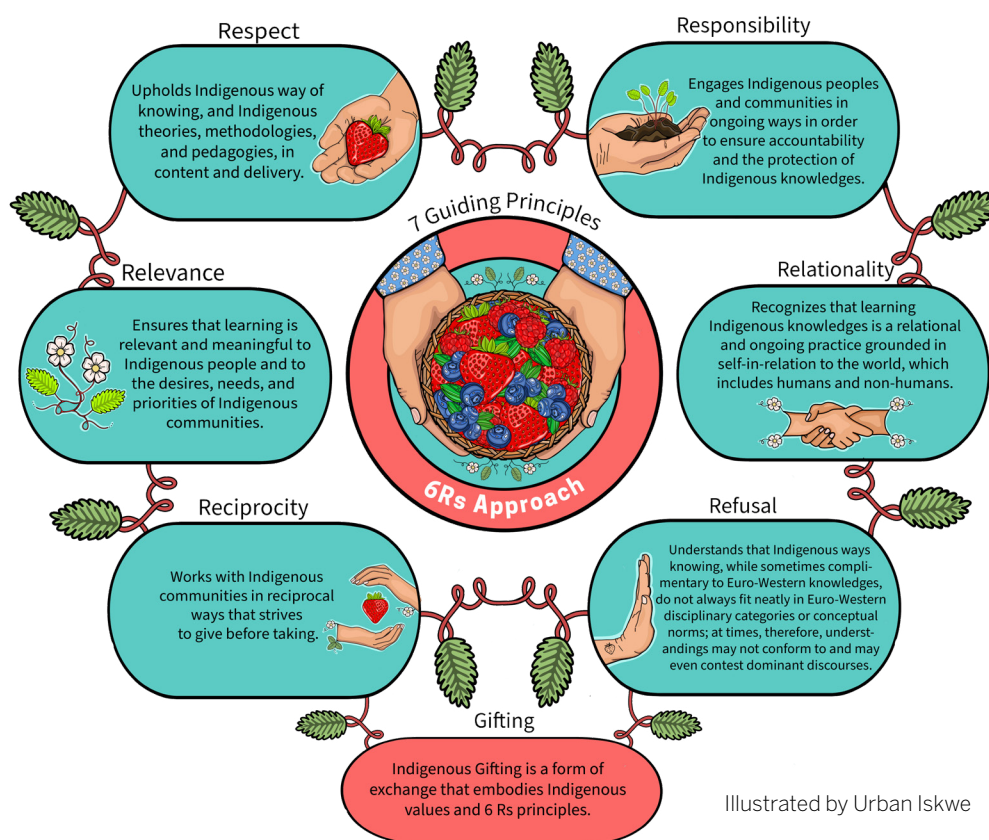 Respect
Upholds Indigenous way of
knowing, and Indigenous
theories, methodologies,
and pedagogies, in
content and delivery.
Responsibility
Engages Indigenous peoples
and communities in
ongoing ways in order
to ensure accountability
and the protection of
Indigenous knowledges.
7 Guiding Principles
6Rs Approach
Relevance
Ensures that learning is
relevant and meaningful to
Indigenous people and to
the desires, needs, and
priorities of Indigenous
communities.
Relationality
Recognizes that learning
Indigenous knowledges is a relational
and ongoing practice grounded in
self-in-relation to the world, which
includes humans and non-humans.
Reciprocity
Works with Indigenous
communities in reciprocal
ways that strives
to give before taking.
Refusal
Understands that Indigenous ways
knowing, while sometimes compli-
mentary to Euro-Western knowledges,
do not always fit neatly in Euro-Western
disciplinary categories or conceptual
norms; at times, therefore, underst-
andings may not conform to and may
even contest dominant discourses.
Gifting
Indigenous Gifting is a form of
exchange that embodies Indigenous
values and 6 Rs principles.
Illustrated by Urban Iskwe